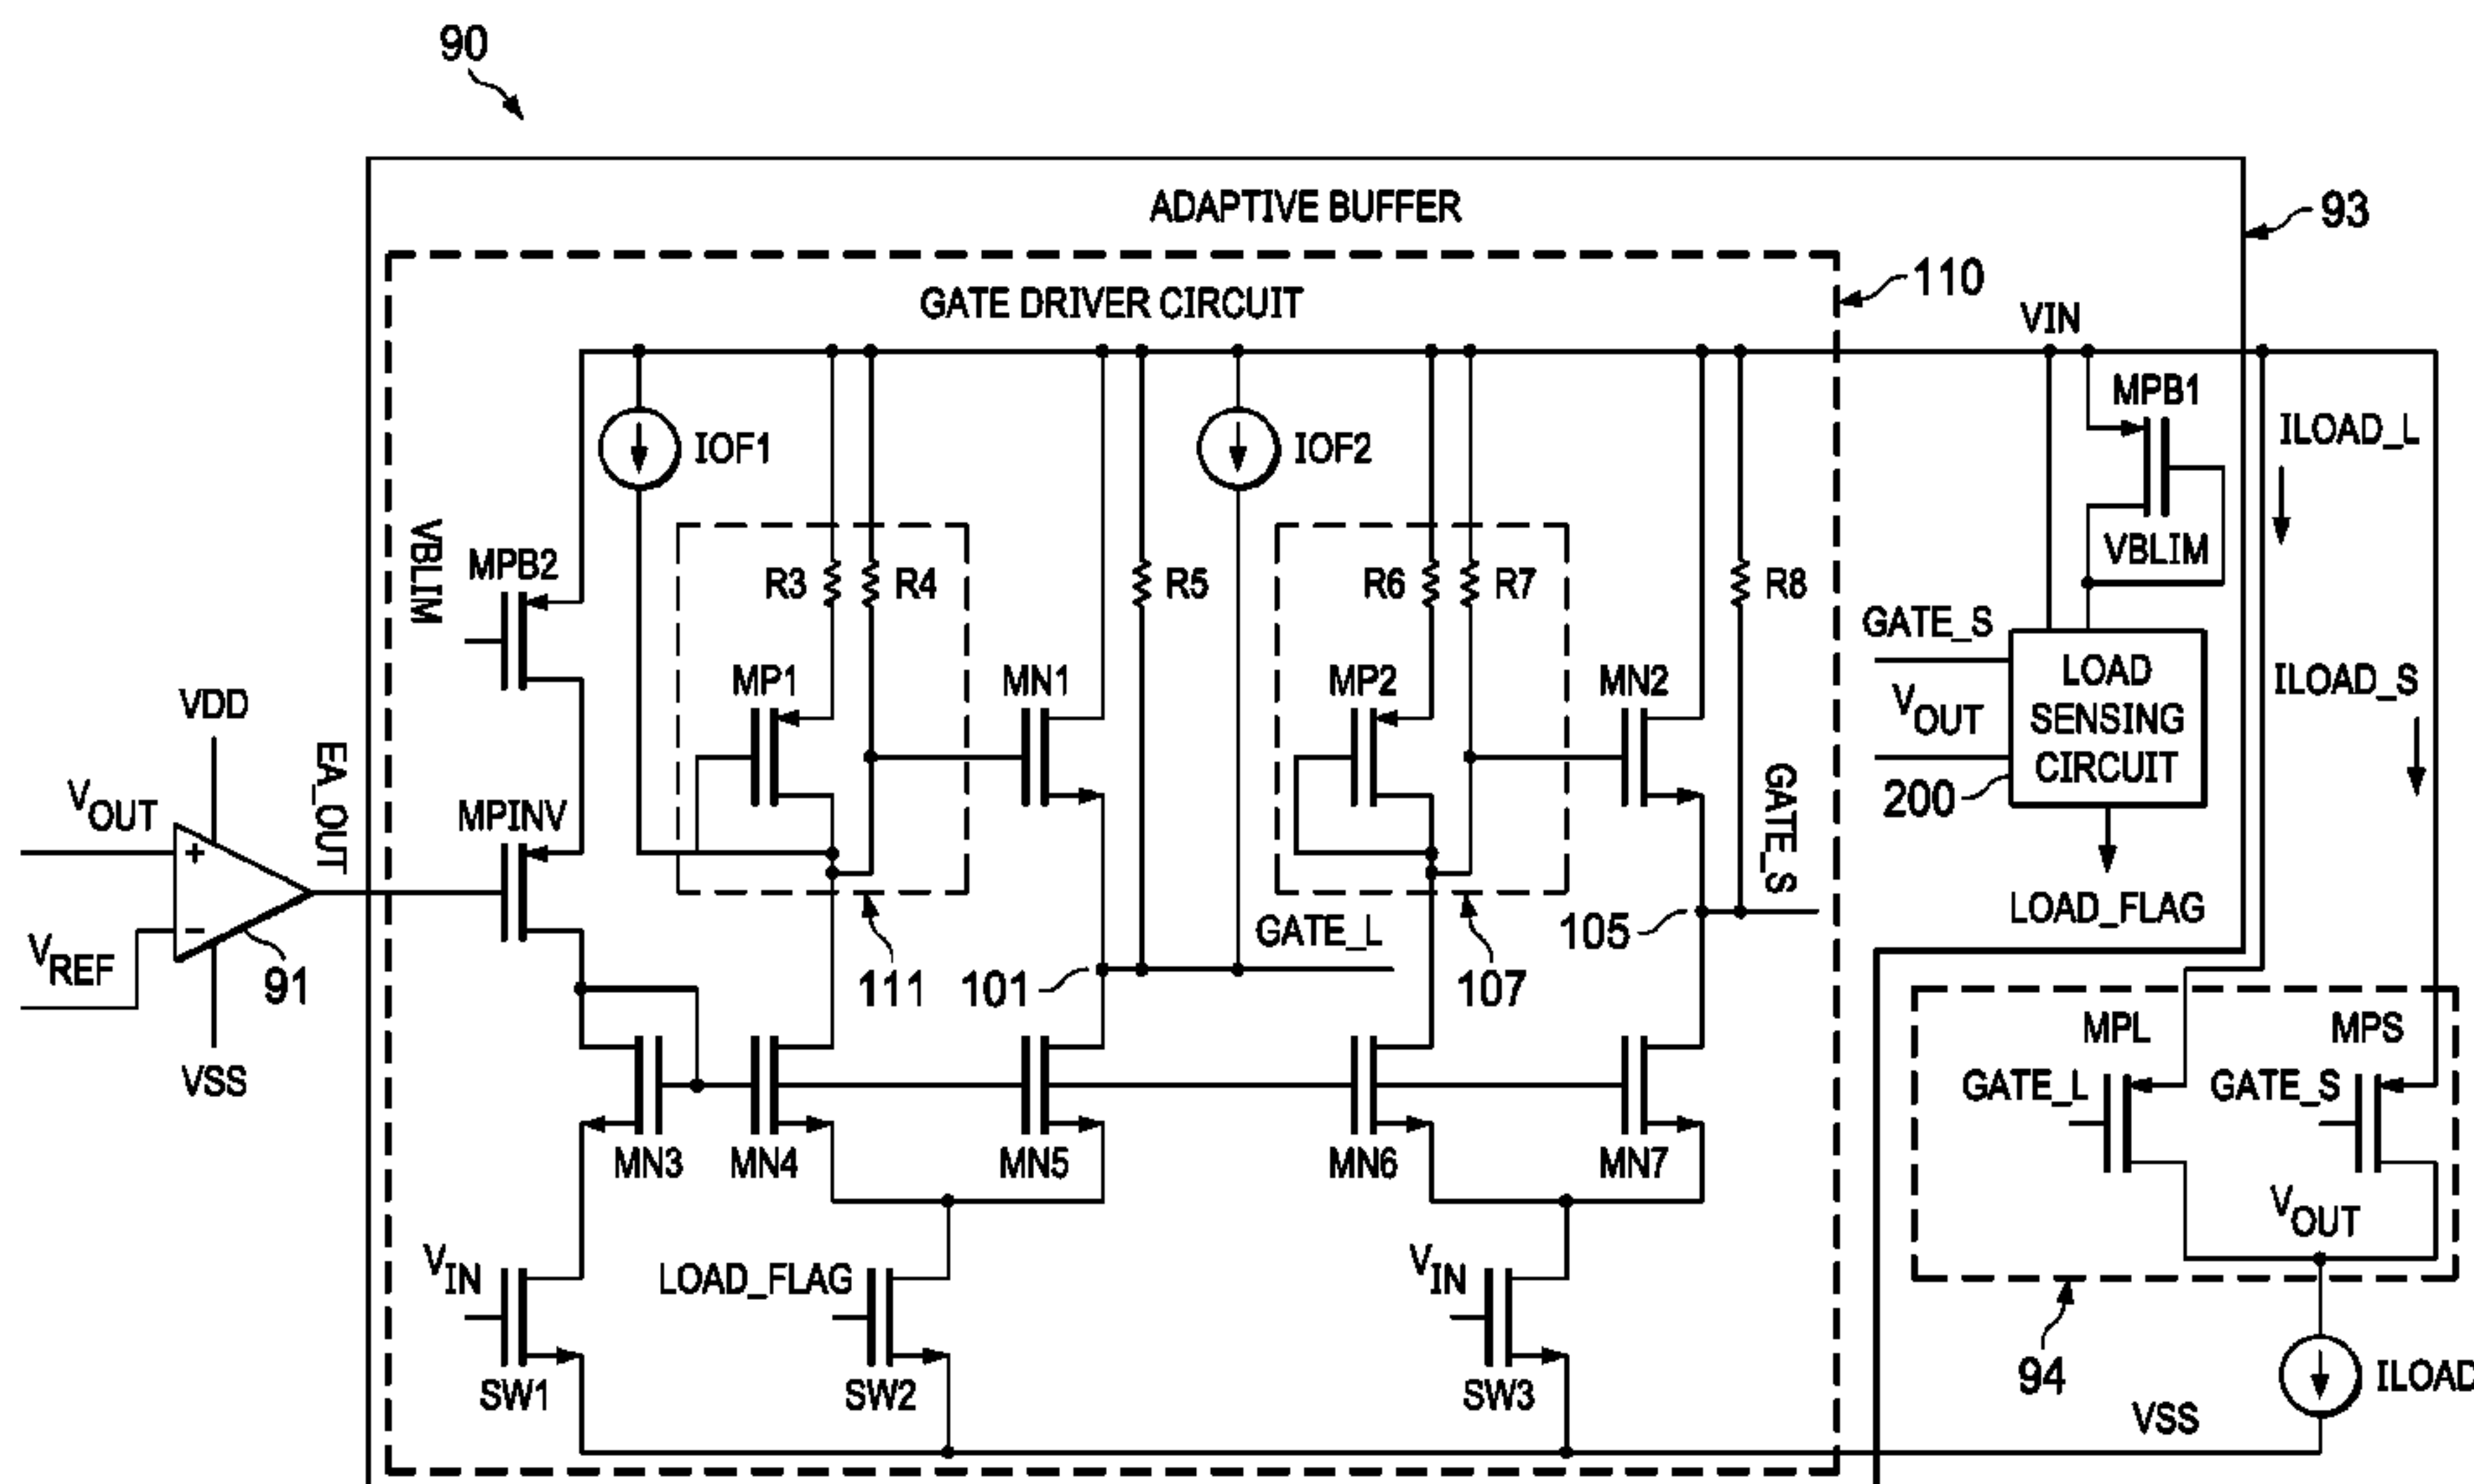 90
ADAPTIVE BUFFER
93
GATE DRIVER CIRCUIT
110
VIN
MPB1
ILOAD_L
IOF1
IOF2
VBLIM
MPB2
R3
R4
R5
R6
R7
R8
VBLIM
GATE_S
MP1
MN1
MP2
MN2
LOAD SENSING CIRCUIT
ILOAD_S
VOUT
200
VDD
EA_OUT
VOUT
MPINV
GATE_S
LOAD_FLAG
VREF
91
VSS
111
101
GATE_L
107
105
MPL
MPS
GATE_L
GATE_S
MN3
MN4
MN5
MN6
MN7
VOUT
VIN
LOAD_FLAG
VIN
SW1
SW2
SW3
94
ILOAD
VSS